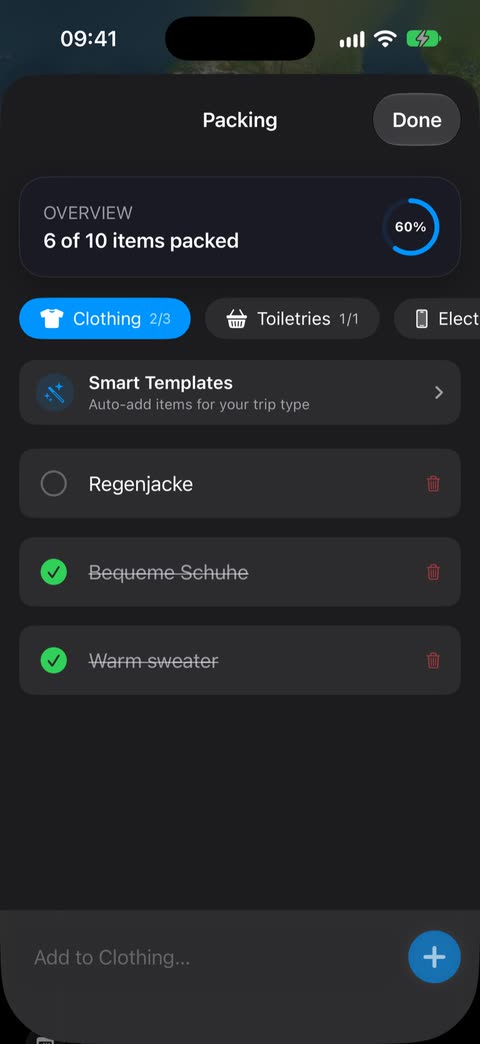 09:41
Packing
Done
OVERVIEW
6 of 10 items packed
60%
Clothing 2/3
Toiletries 1/1
Elect
Smart Templates
Auto-add items for your trip type
Regenjacke
Bequeme Schuhe
Warm sweater
Add to Clothing...